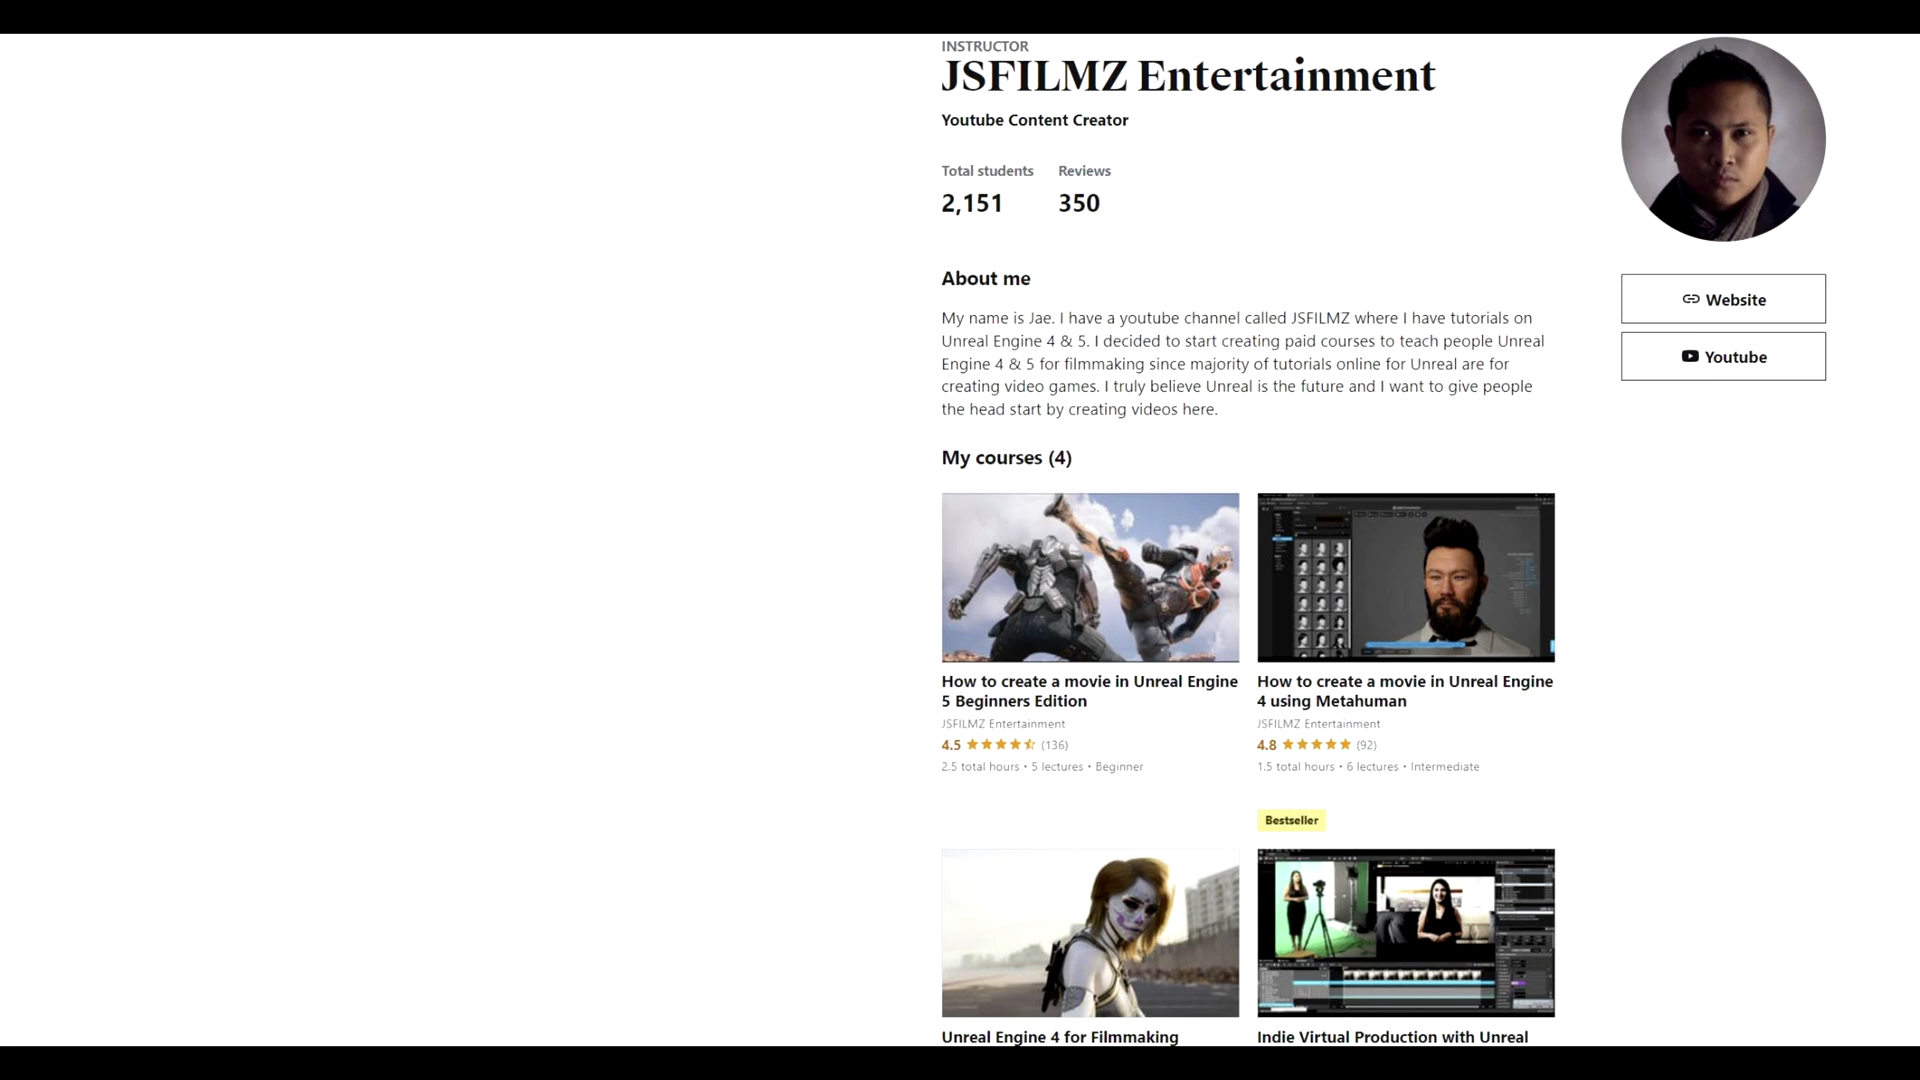 INSTRUCTOR
JSFILMZ Entertainment
Youtube Content Creator
Total students Reviews
2,151 350
About me
My name is Jae. I have a youtube channel called JSFILMZ where I have tutorials on
Unreal Engine 4 & 5. I decided to start creating paid courses to teach people Unreal
Engine 4 & 5 for filmmaking since majority of tutorials online for Unreal are for
creating video games. I truly believe Unreal is the future and I want to give people
the head start by creating videos here.
Website
Youtube
My courses (4)
How to create a movie in Unreal Engine
5 Beginners Edition
JSFILMZ Entertainment
4.5 (136)
2.5 total hours • 5 lectures • Beginner
How to create a movie in Unreal Engine
4 using Metahuman
JSFILMZ Entertainment
4.8 (92)
1.5 total hours • 6 lectures • Intermediate
Bestseller
Unreal Engine 4 for Filmmaking
Indie Virtual Production with Unreal